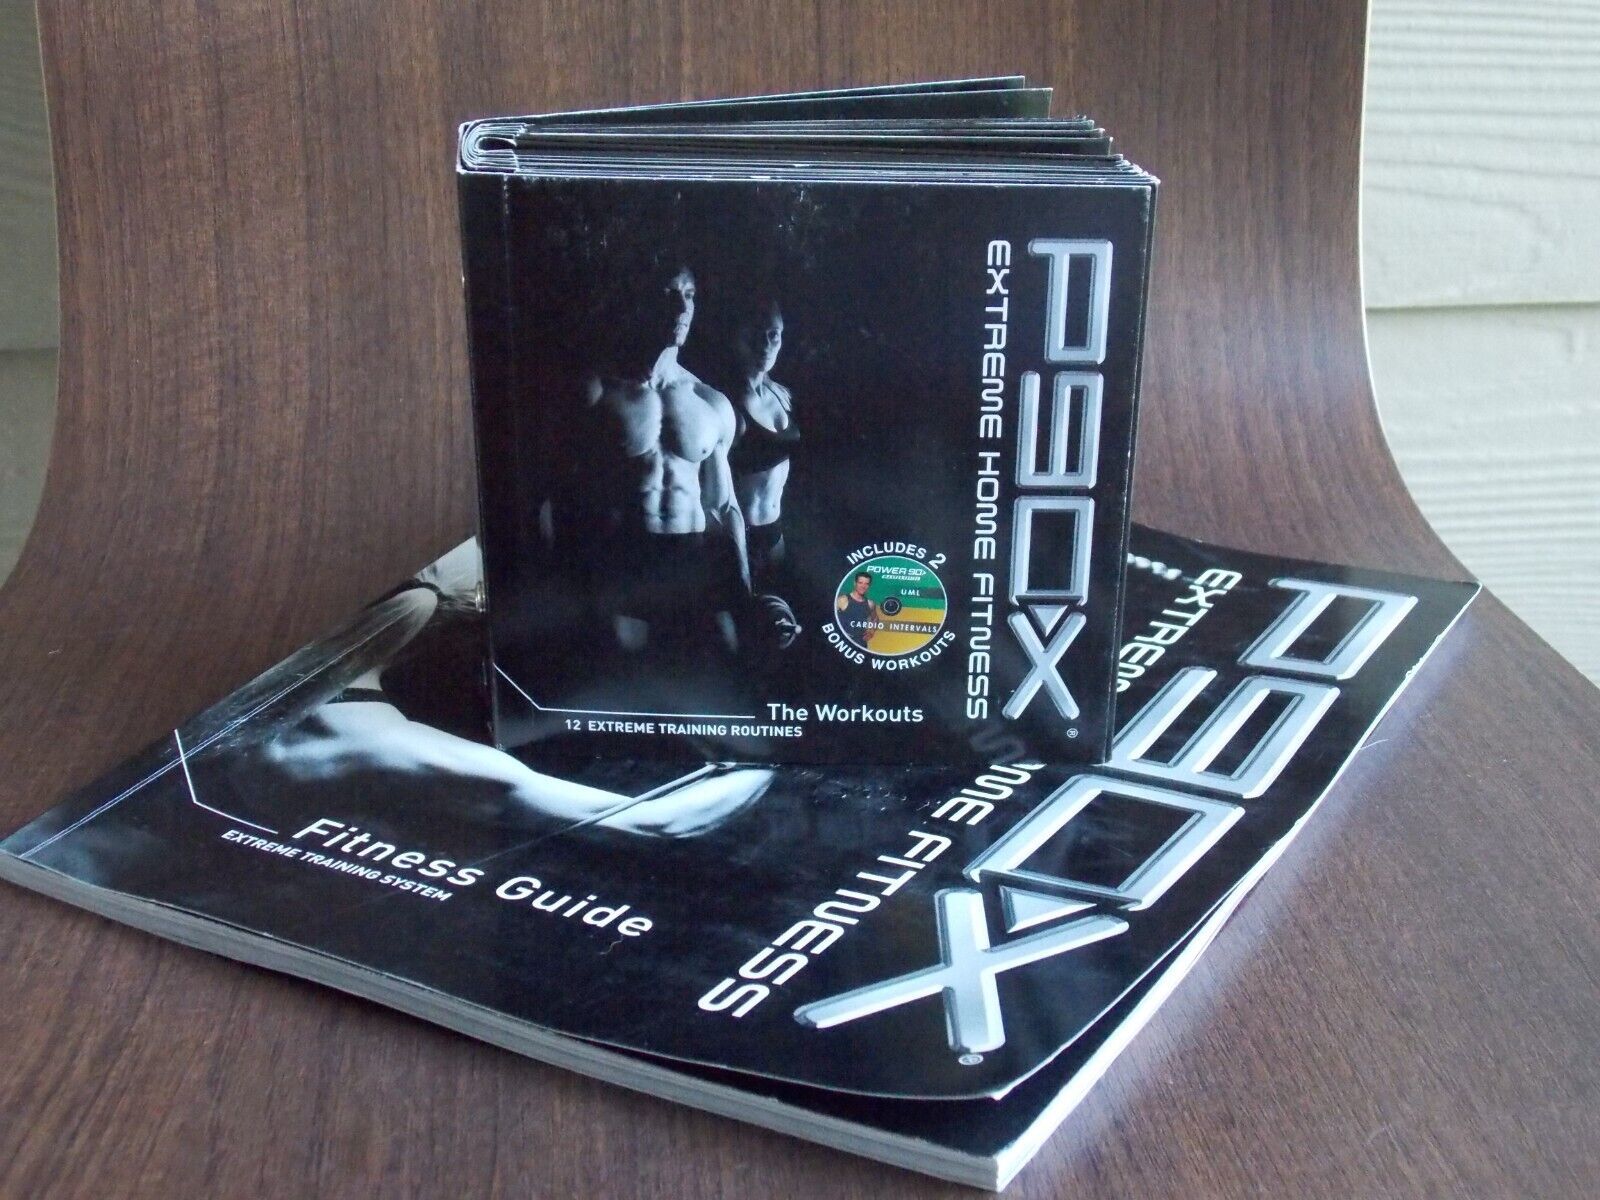 P90X
EXTREME HOME FITNESS
INCLUDES 2
POWER 90
UML
CARDIO INTERVALS
BONUS WORKOUTS
The Workouts
12 EXTREME TRAINING ROUTINES
®
P90X
EXTREME HOME FITNESS
®
Fitness Guide
EXTREME TRAINING SYSTEM